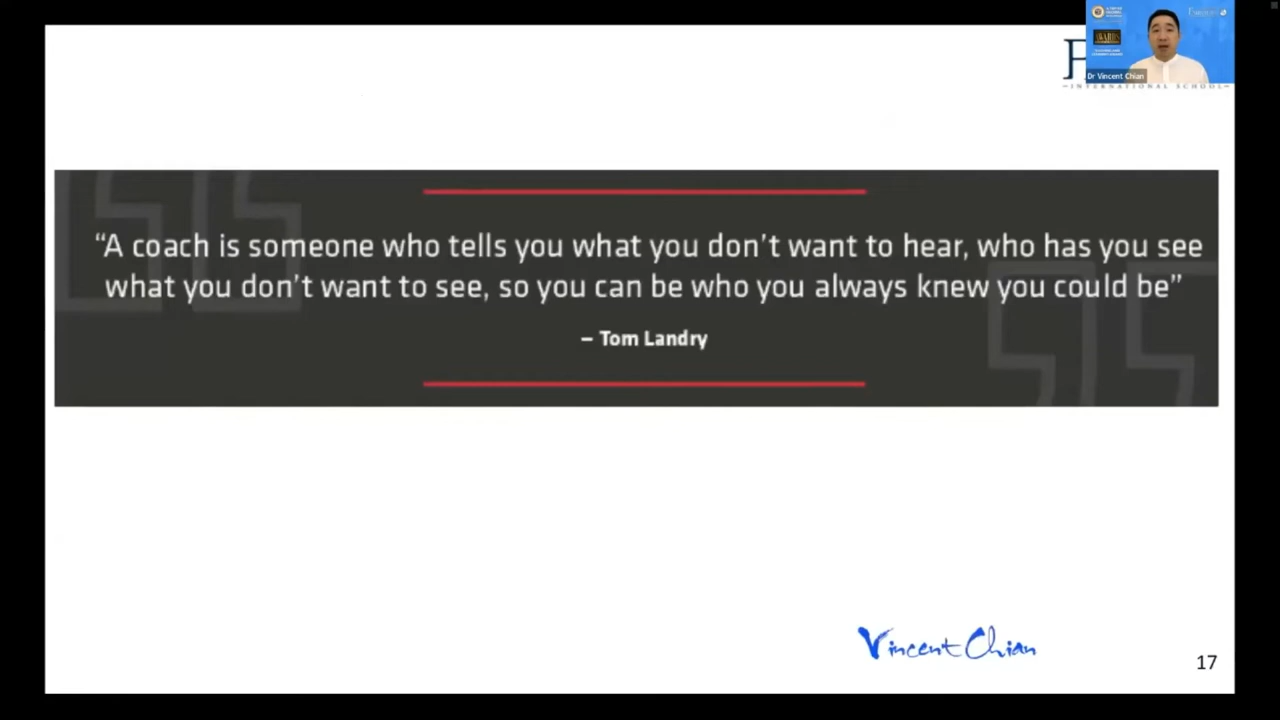 Dr Vincent Chian
INTERNATIONAL SCHOOL
“A coach is someone who tells you what you don’t want to hear, who has you see
what you don’t want to see, so you can be who you always knew you could be”
– Tom Landry
Vincent Chian
17